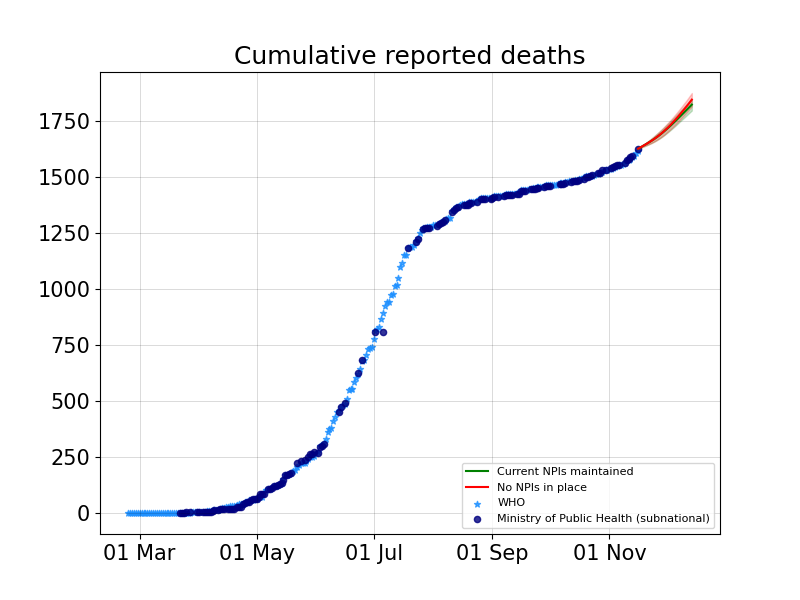 Cumulative reported deaths
1750
1500
1250
1000
750
500
250
0
01 Mar
01 May
01 Jul
01 Sep
01 Nov
Current NPIs maintained
No NPIs in place
WHO
Ministry of Public Health (subnational)